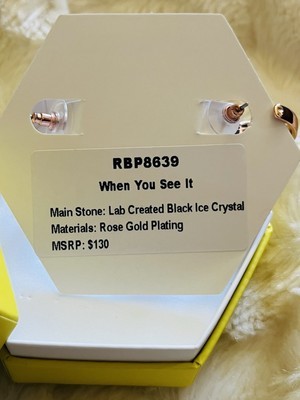 RBP8639
When You See It
Main Stone: Lab Created Black Ice Crystal
Materials: Rose Gold Plating
MSRP: $130